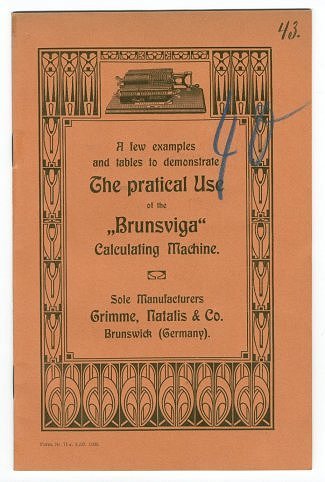 43.
40
A few examples
and tables to demonstrate
The pratical Use
of the
„Brunsviga“
Calculating Machine.
Sole Manufacturers
Grimme, Natalis & Co.
Brunswick (Germany).